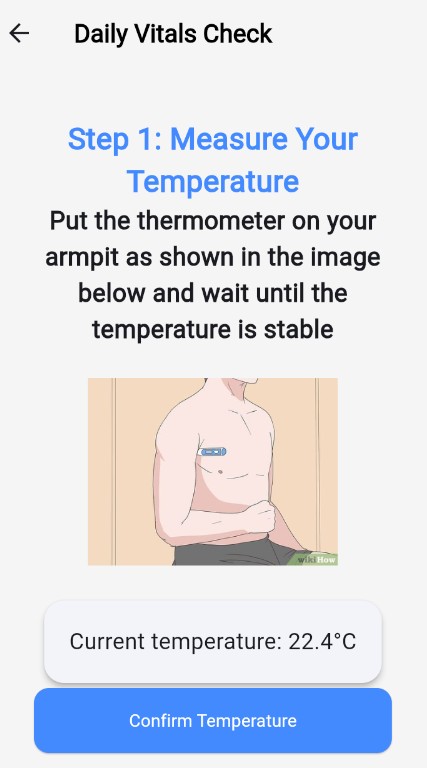 Daily Vitals Check
Step 1: Measure Your
Temperature
Put the thermometer on your
armpit as shown in the image
below and wait until the
temperature is stable
wikiHow
Current temperature: 22.4°C
Confirm Temperature